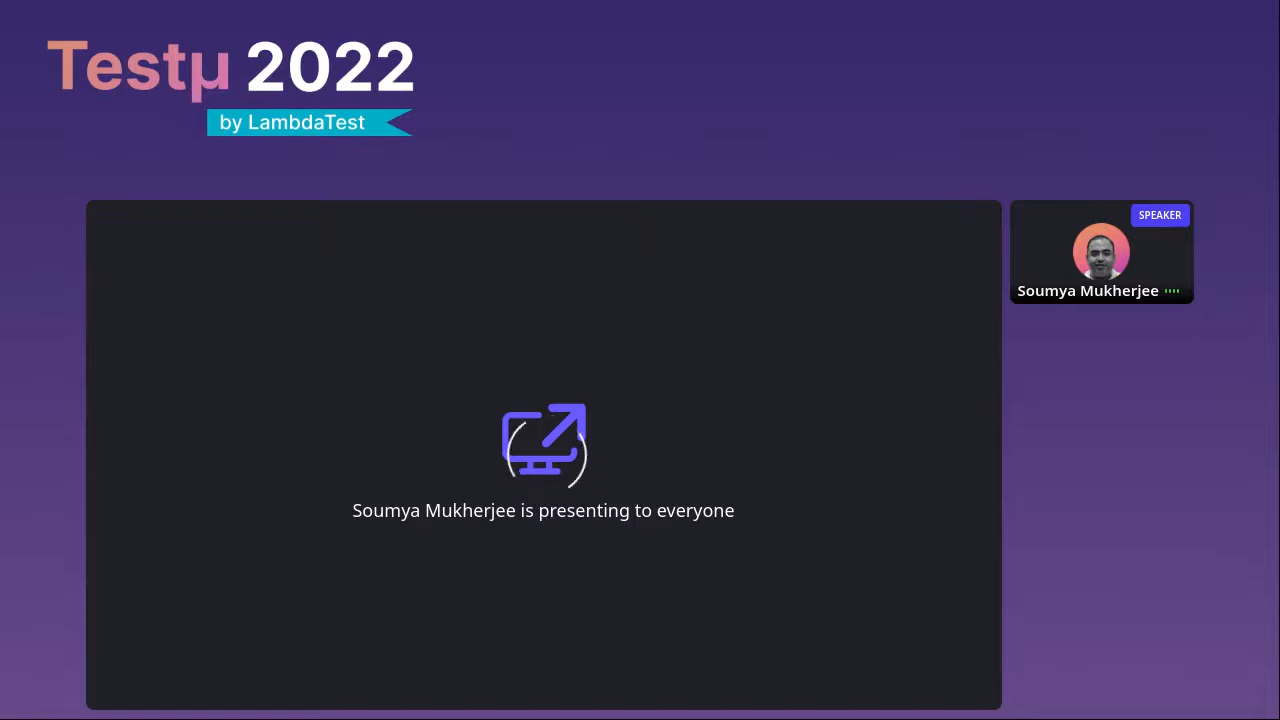 Testμ 2022
by LambdaTest
SPEAKER
Soumya Mukherjee
Soumya Mukherjee is presenting to everyone